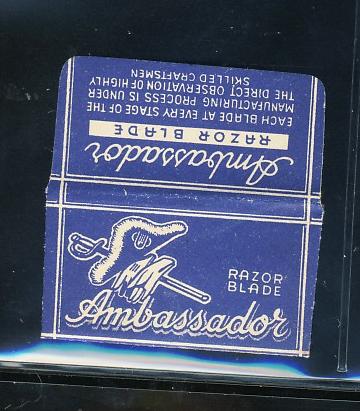 Ambassador
RAZOR BLADE
EACH BLADE AT EVERY STAGE OF THE
MANUFACTURING PROCESS IS UNDER
THE DIRECT OBSERVATION OF HIGHLY
SKILLED CRAFTSMEN
RAZOR
BLADE
Ambassador